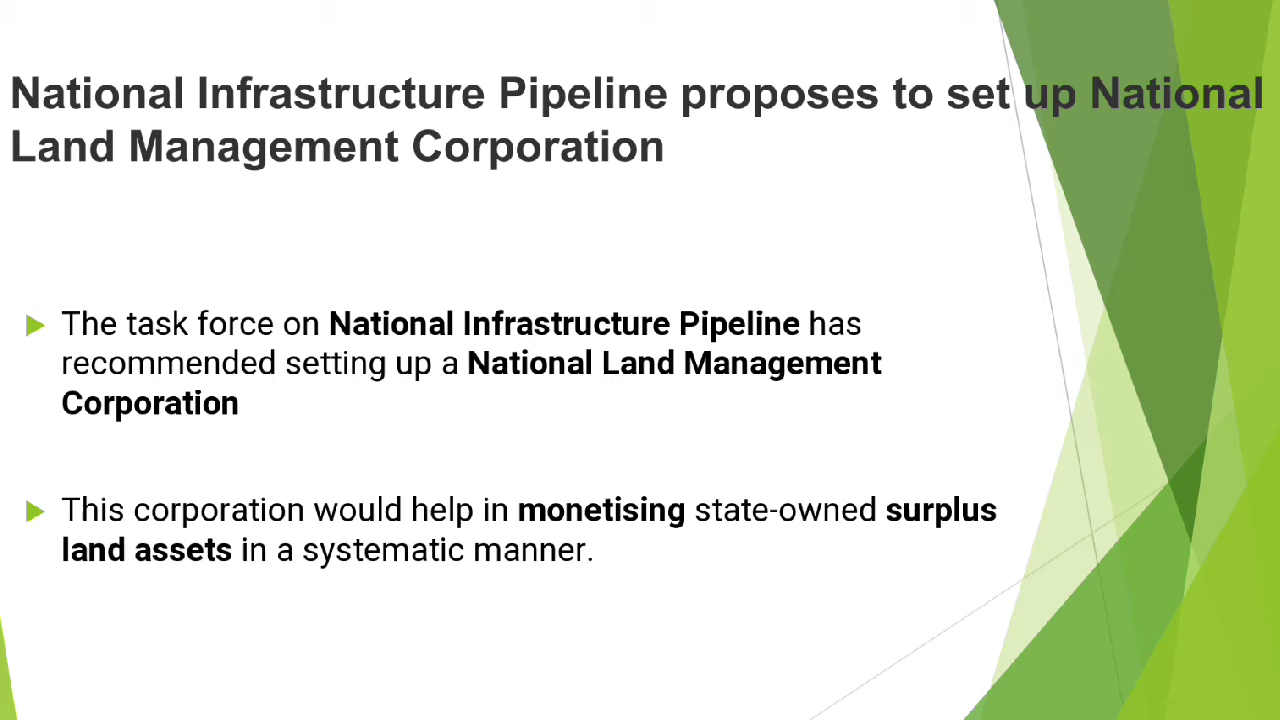 National Infrastructure Pipeline proposes to set up National
Land Management Corporation
The task force on National Infrastructure Pipeline has
recommended setting up a National Land Management
Corporation
This corporation would help in monetising state-owned surplus
land assets in a systematic manner.